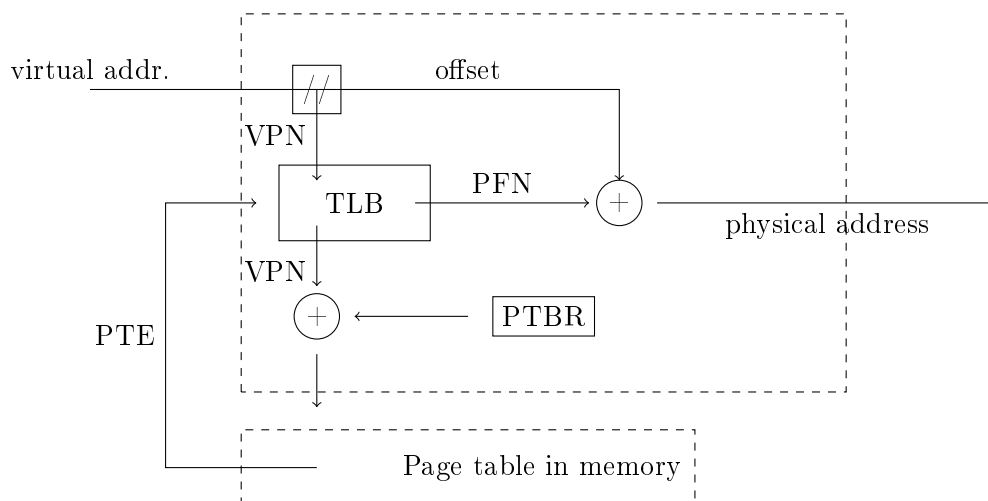 virtual addr.
offset
//
VPN
TLB
PFN
+
physical address
VPN
+
PTBR
PTE
Page table in memory